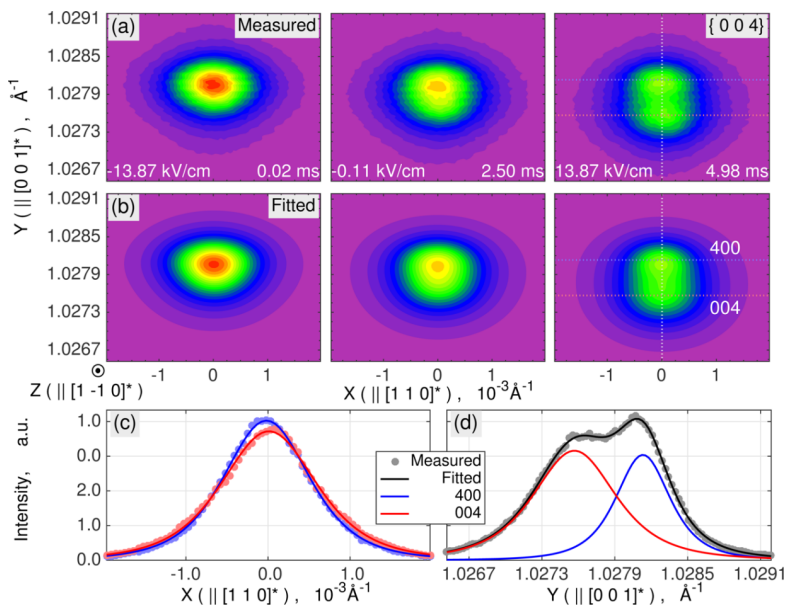 (a) Measured { 0 0 4}
1.0291
1.0285
1.0279
1.0273
1.0267
-13.87 kV/cm 0.02 ms -0.11 kV/cm 2.50 ms 13.87 kV/cm 4.98 ms
Y ( || [0 0 1]* ) , Å⁻¹
(b) Fitted
1.0291
1.0285
1.0279
1.0273
1.0267
400
004
-1 0 1 -1 0 1 -1 0 1
Z ( || [1 -1 0]* ) X ( || [1 1 0]* ) , 10⁻³Å⁻¹
(c)
Intensity, a.u.
1.0
0.0
2.0
1.0
0.0
-1.0 0.0 1.0
X ( || [1 1 0]* ) , 10⁻³Å⁻¹
Measured
Fitted
400
004
(d)
1.0267 1.0273 1.0279 1.0285 1.0291
Y ( || [0 0 1]* ) , Å⁻¹